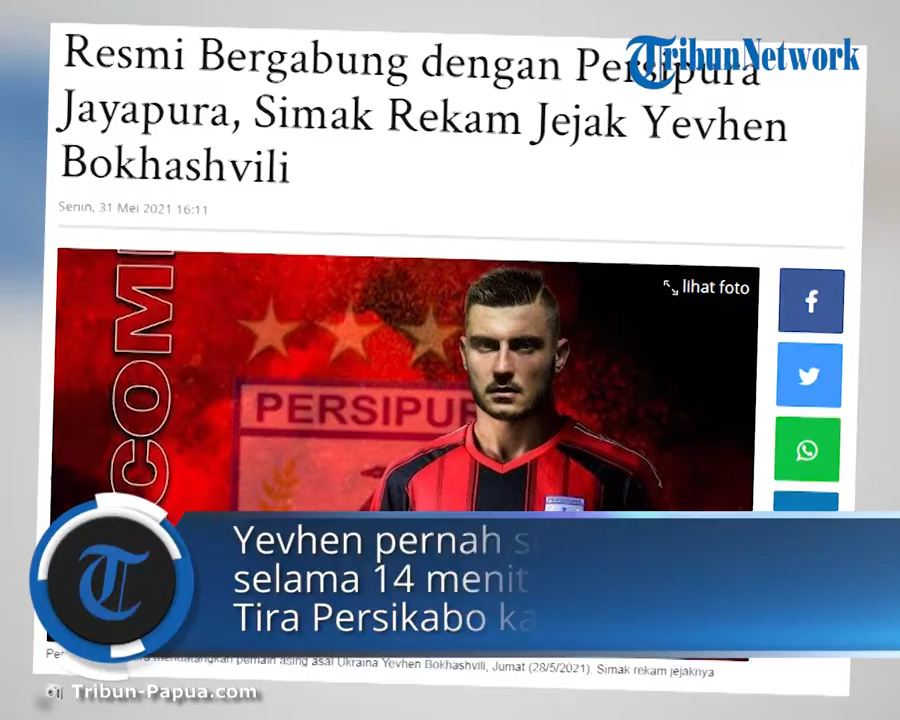 Resmi Bergabung dengan Persipura
TribunNetwork
Jayapura, Simak Rekam Jejak Yevhen
Bokhashvili
Senin, 31 Mei 2021 16:11
lihat foto
COM
PERSIPUR
Yevhen pernah
selama 14 menit
Tira Persikabo
mendatangkan pemain asing asal Ukraina Yevhen Bokhashvili, Jumat (28/5/2021). Simak rekam jejaknya
Tribun-Papua.com